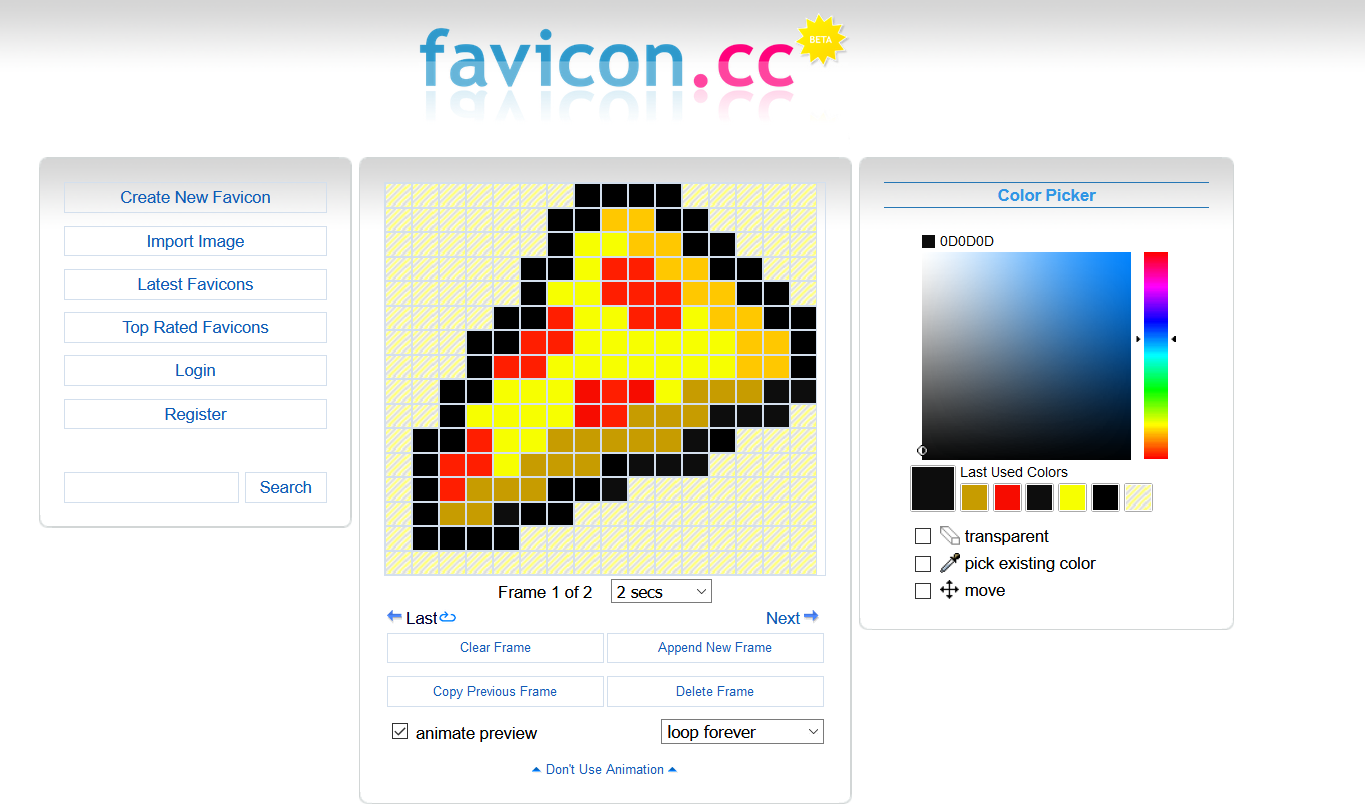 favicon.cc
BETA
Create New Favicon
Import Image
Latest Favicons
Top Rated Favicons
Login
Register
Search
Frame 1 of 2
2 secs
Last
Next
Clear Frame
Append New Frame
Copy Previous Frame
Delete Frame
animate preview
loop forever
Don't Use Animation
Color Picker
0D0D0D
Last Used Colors
transparent
pick existing color
move